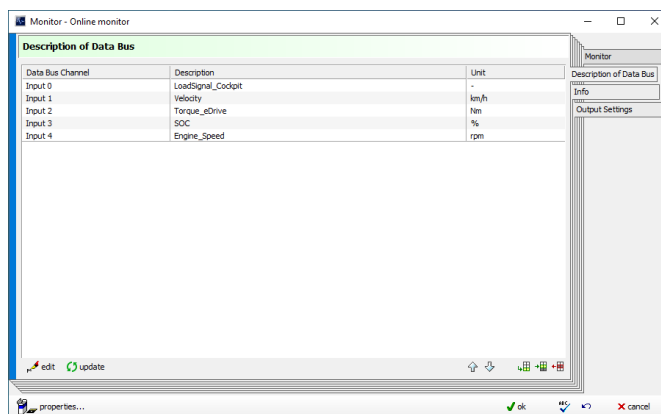 Monitor - Online monitor
Description of Data Bus
Monitor
Description of Data Bus
Info
Output Settings
Data Bus Channel Description Unit
Input 0 LoadSignal_Cockpit -
Input 1 Velocity km/h
Input 2 Torque_eDrive Nm
Input 3 SOC %
Input 4 Engine_Speed rpm
edit update
properties... ok ABC cancel